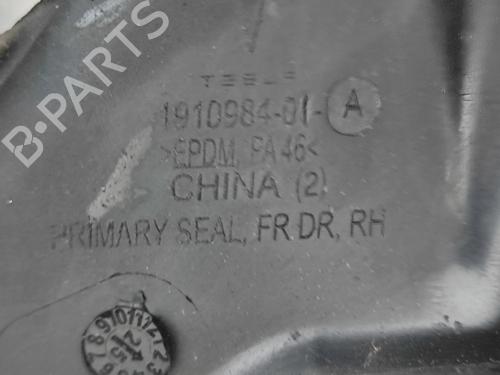 B-PARTS
TESLA
1910984-01-A
>EPDM, PA46<
CHINA (2)
PRIMARY SEAL, FR DR, RH